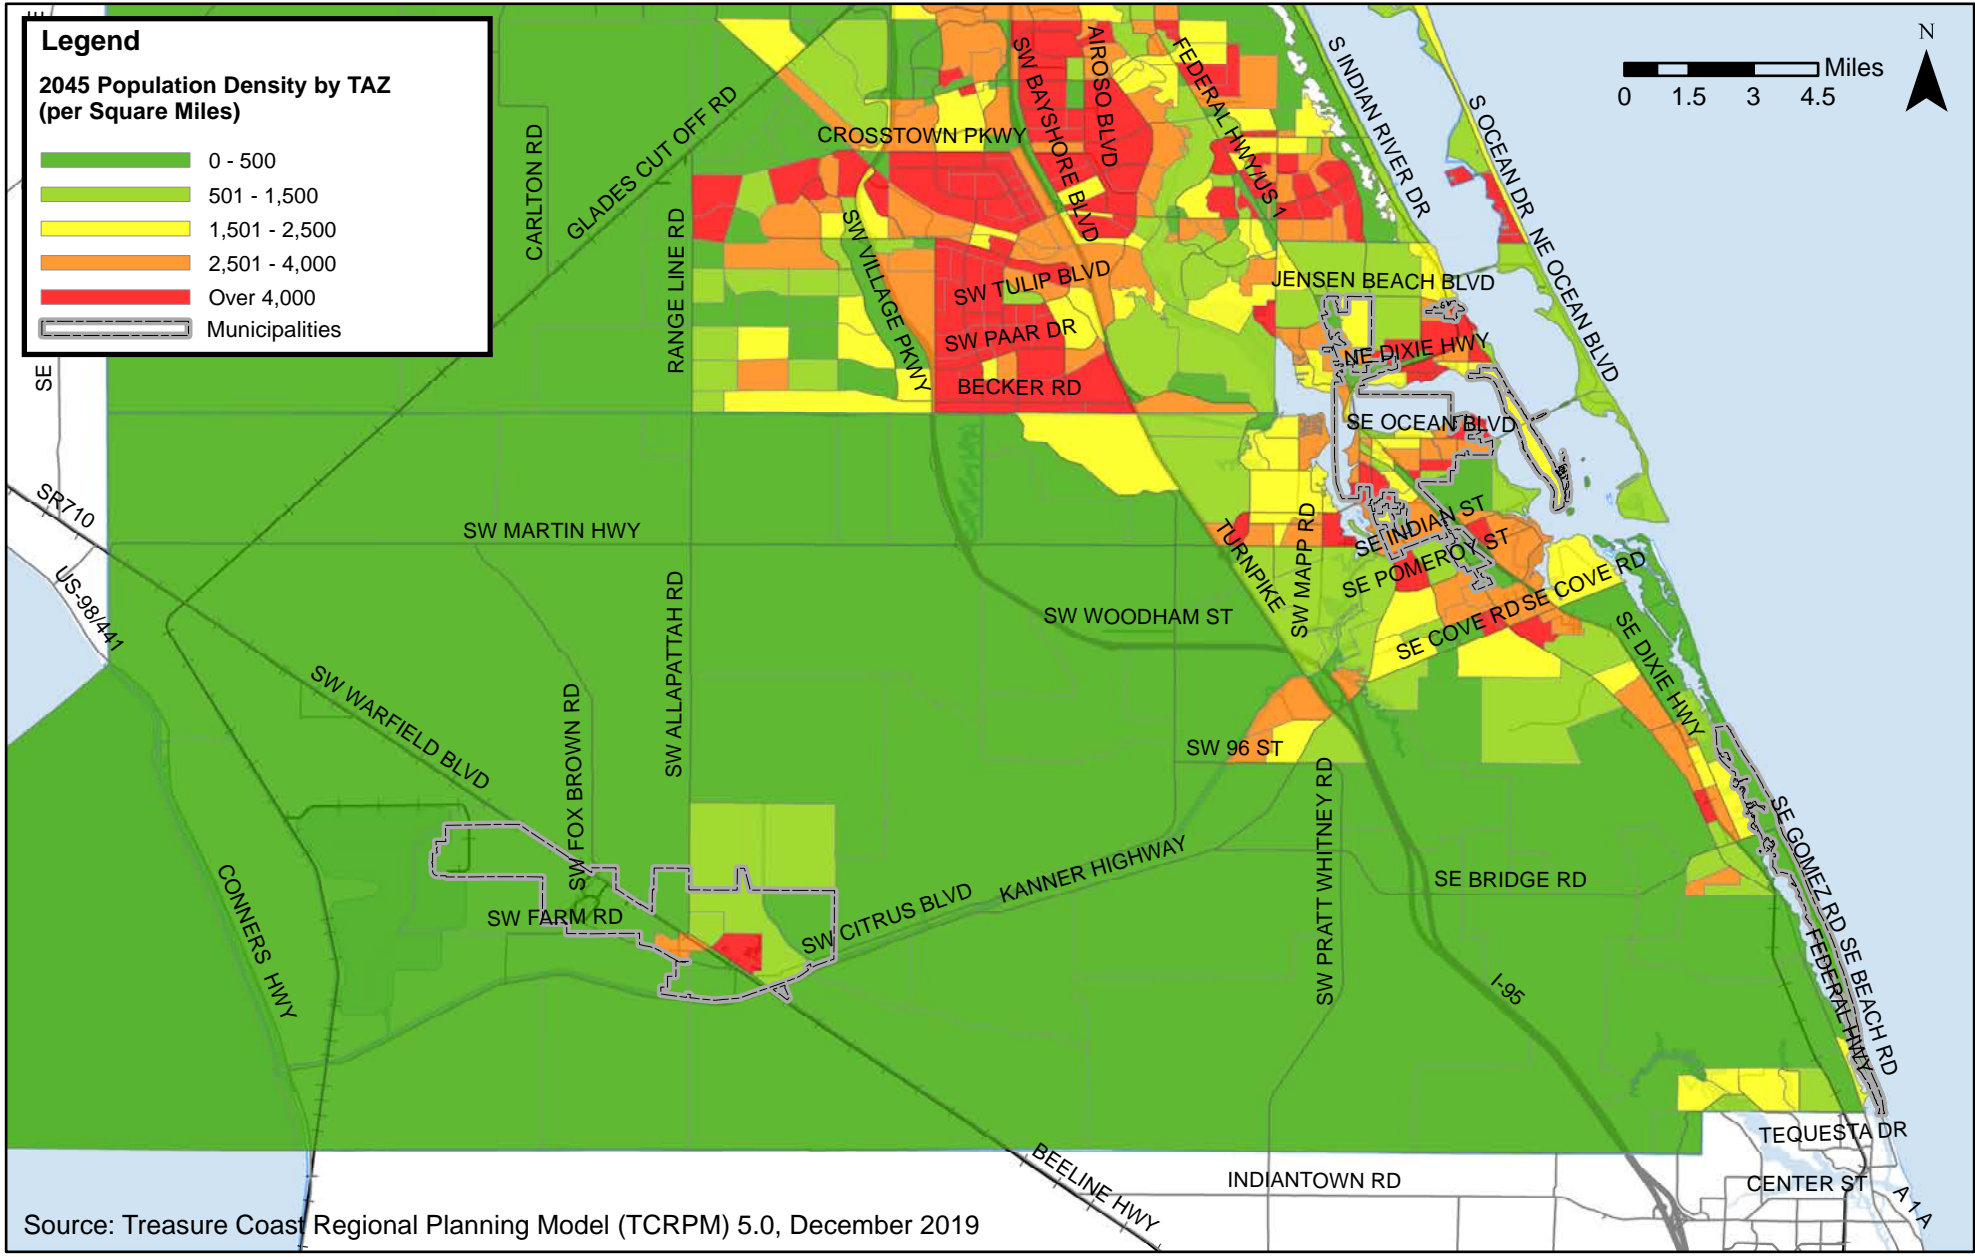 SE
Legend
2045 Population Density by TAZ
(per Square Miles)
0 - 500
501 - 1,500
1,501 - 2,500
2,501 - 4,000
Over 4,000
Municipalities
N
Miles
0 1.5 3 4.5
SE
CARLTON RD
GLADES CUT OFF RD
RANGE LINE RD
CROSSTOWN PKWY
SW BAYSHORE BLVD
AIROSO BLVD
FEDERAL HWY/US 1
S INDIAN RIVER DR
S OCEAN DR
NE OCEAN BLVD
SW VILLAGE PKWY
SW TULIP BLVD
SW PAAR DR
BECKER RD
JENSEN BEACH BLVD
NE DIXIE HWY
SE OCEAN BLVD
SR710
US-98/441
SW MARTIN HWY
SW ALLAPATTAH RD
SW WOODHAM ST
TURNPIKE
SW MAPP RD
SE INDIAN ST
SE POMEROY ST
SE COVE RD
SE COVE RD
SE DIXIE HWY
SW WARFIELD BLVD
SW FOX BROWN RD
SW 96 ST
SW PRATT WHITNEY RD
CONNERS HWY
SW FARM RD
SW CITRUS BLVD
KANNER HIGHWAY
SE BRIDGE RD
I-95
SE GOMEZ RD
SE BEACH RD
FEDERAL HWY
TEQUESTA DR
CENTER ST
A 1 A
INDIANTOWN RD
BEELINE HWY
Source: Treasure Coast Regional Planning Model (TCRPM) 5.0, December 2019